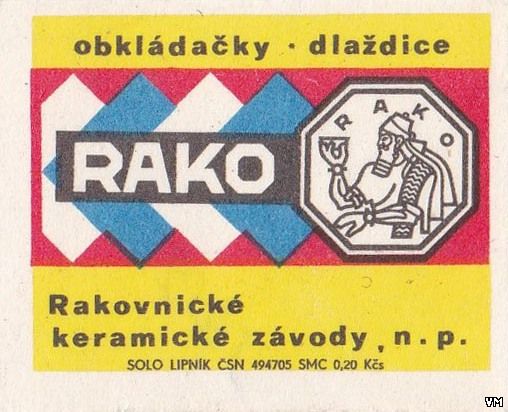 obkládačky · dlaždice
RAKO
RAKO
Rakovnické
keramické závody, n. p.
SOLO LIPNÍK ČSN 494705 SMC 0,20 Kčs
VM